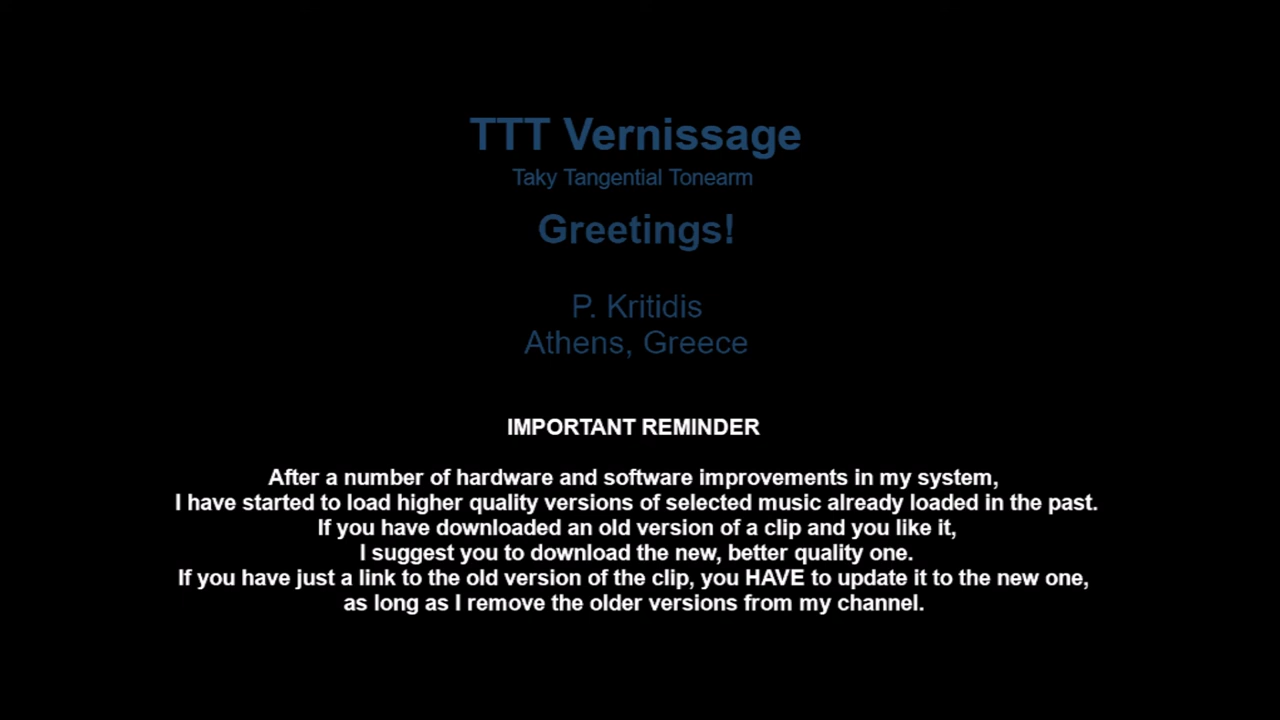 TTT Vernissage
Taky Tangential Tonearm
Greetings!
P. Kritidis
Athens, Greece
IMPORTANT REMINDER
After a number of hardware and software improvements in my system,
I have started to load higher quality versions of selected music already loaded in the past.
If you have downloaded an old version of a clip and you like it,
I suggest you to download the new, better quality one.
If you have just a link to the old version of the clip, you HAVE to update it to the new one,
as long as I remove the older versions from my channel.